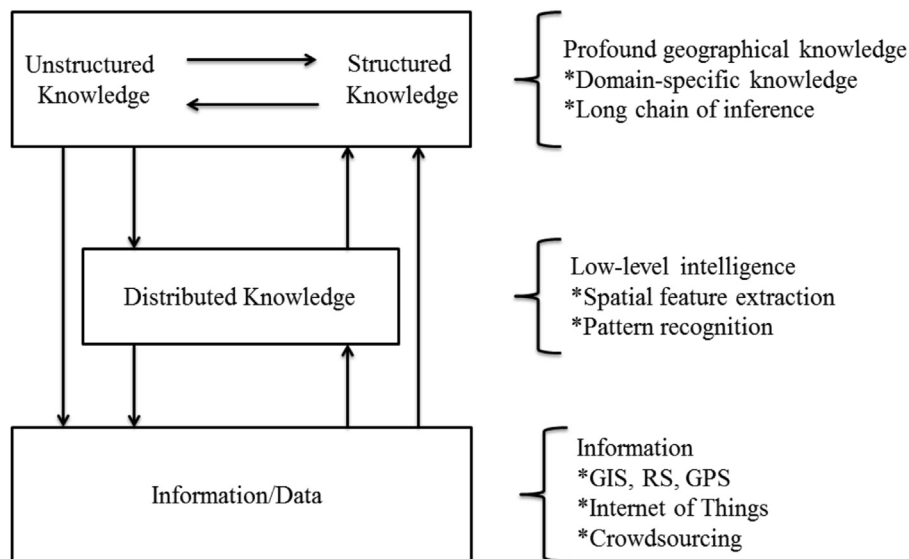 Unstructured
Knowledge
Structured
Knowledge
Profound geographical knowledge
*Domain-specific knowledge
*Long chain of inference
Distributed Knowledge
Low-level intelligence
*Spatial feature extraction
*Pattern recognition
Information/Data
Information
*GIS, RS, GPS
*Internet of Things
*Crowdsourcing